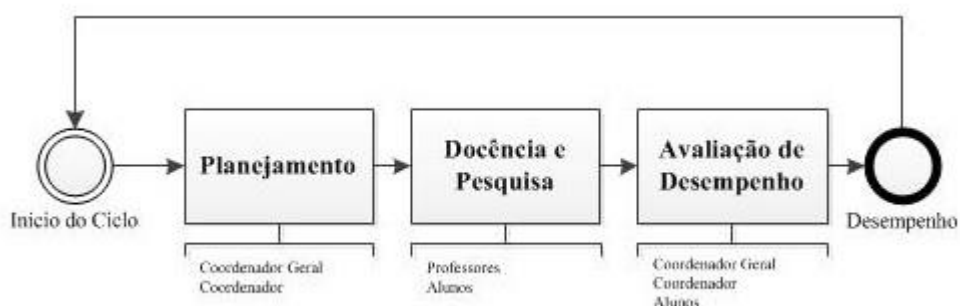 Planejamento
Docência e
Pesquisa
Avaliação de
Desempenho
Inicio do Ciclo
Desempenho
Coordenador Geral
Coordenador
Professores
Alunos
Coordenador Geral
Coordenador
Alunos